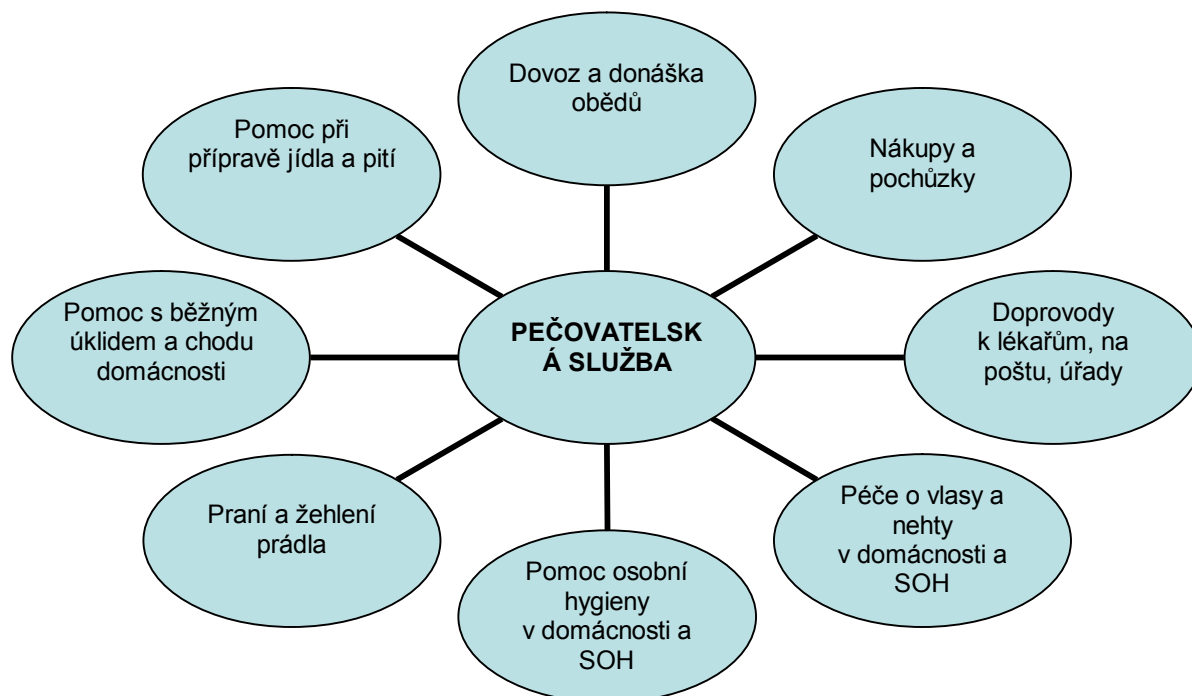 Dovoz a donáška
obědů
Pomoc při
přípravě jídla a pití
Nákupy a
pochůzky
Pomoc s běžným
úklidem a chodu
domácnosti
PEČOVATELSK
Á SLUŽBA
Doprovody
k lékařům, na
poštu, úřady
Praní a žehlení
prádla
Péče o vlasy a
nehty
v domácnosti a
SOH
Pomoc osobní
hygieny
v domácnosti a
SOH